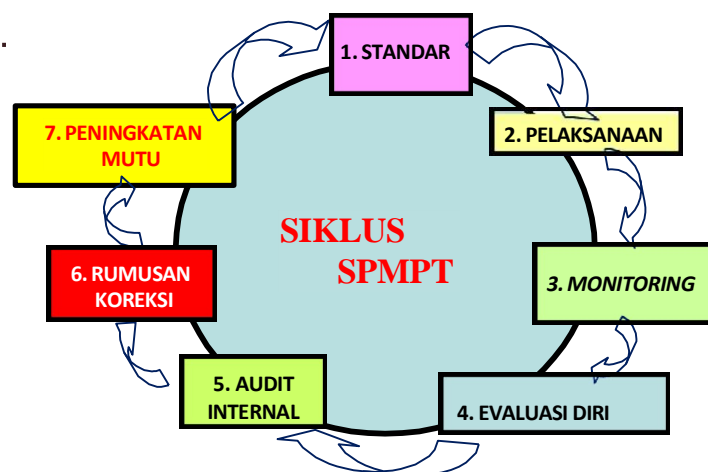 1. STANDAR
2. PELAKSANAAN
3. MONITORING
4. EVALUASI DIRI
5. AUDIT
INTERNAL
6. RUMUSAN
KOREKSI
7. PENINGKATAN
MUTU
SIKLUS
SPMPT